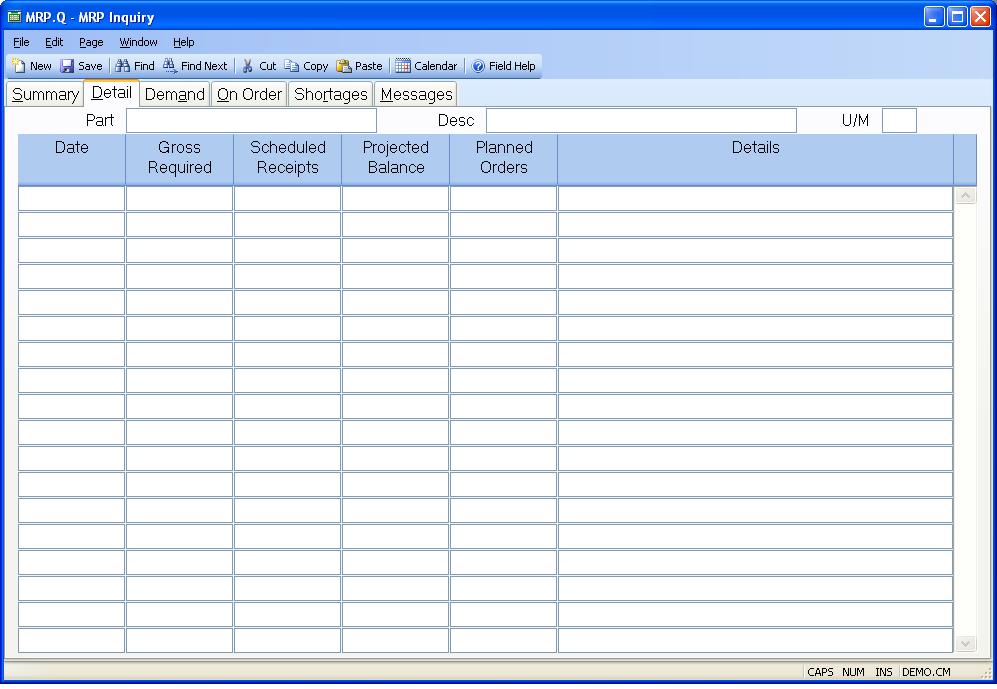 MRP.Q - MRP Inquiry
File Edit Page Window Help
New Save Find Find Next Cut Copy Paste Calendar Field Help
Summary Detail Demand On Order Shortages Messages
Part Desc U/M
Date Gross Required Scheduled Receipts Projected Balance Planned Orders Details
CAPS NUM INS DEMO.CM